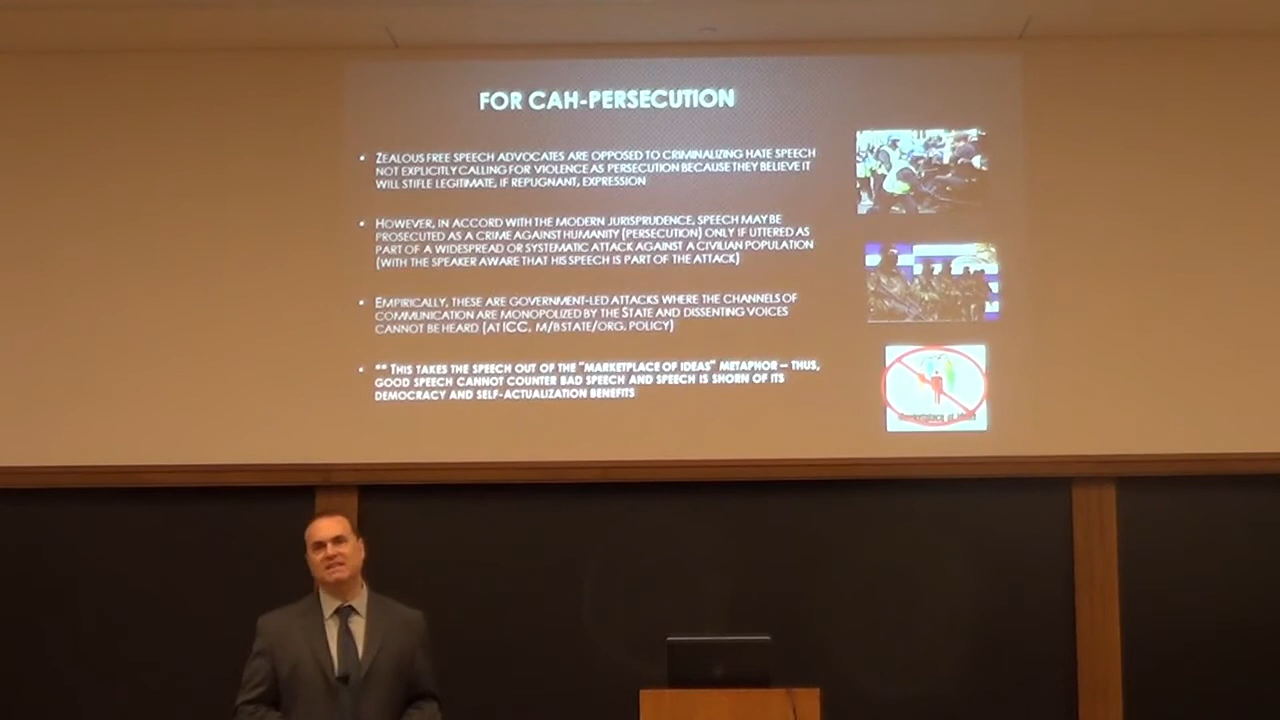 FOR CAH-PERSECUTION
• ZEALOUS FREE SPEECH ADVOCATES ARE OPPOSED TO CRIMINALIZING HATE SPEECH
NOT EXPLICITLY CALLING FOR VIOLENCE AS PERSECUTION BECAUSE THEY BELIEVE IT
WILL STIFLE LEGITIMATE, IF REPUGNANT, EXPRESSION
• HOWEVER, IN ACCORD WITH THE MODERN JURISPRUDENCE, SPEECH MAY BE
PROSECUTED AS A CRIME AGAINST HUMANITY (PERSECUTION) ONLY IF UTTERED AS
PART OF A WIDESPREAD OR SYSTEMATIC ATTACK AGAINST A CIVILIAN POPULATION
(WITH THE SPEAKER AWARE THAT HIS SPEECH IS PART OF THE ATTACK)
• EMPIRICALLY, THESE ARE GOVERNMENT-LED ATTACKS WHERE THE CHANNELS OF
COMMUNICATION ARE MONOPOLIZED BY THE STATE AND DISSENTING VOICES
CANNOT BE HEARD (AT ICC, M/B STATE/ORG. POLICY)
• ** THIS TAKES THE SPEECH OUT OF THE "MARKETPLACE OF IDEAS" METAPHOR – THUS,
GOOD SPEECH CANNOT COUNTER BAD SPEECH AND SPEECH IS SHORN OF ITS
DEMOCRACY AND SELF-ACTUALIZATION BENEFITS
Marketplace of Ideas